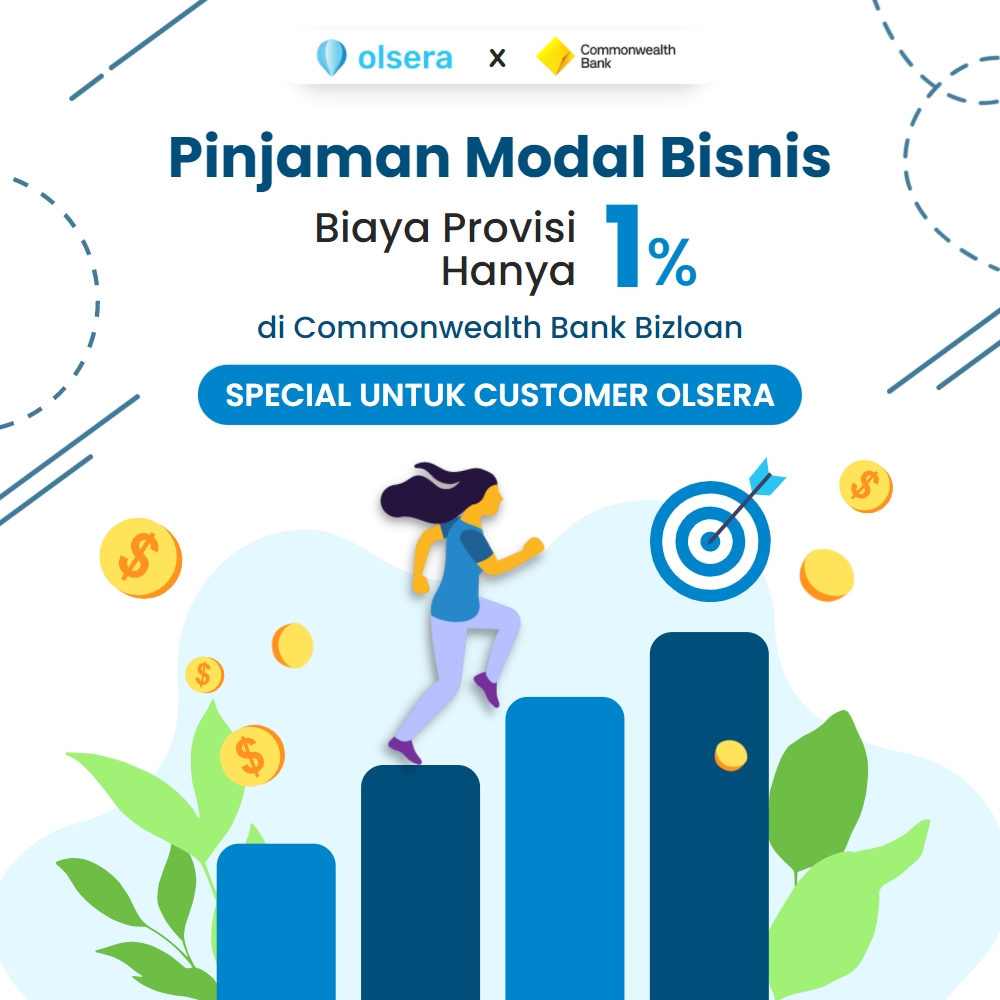 olsera x Commonwealth Bank
Pinjaman Modal Bisnis
Biaya Provisi
Hanya
1%
di Commonwealth Bank Bizloan
SPECIAL UNTUK CUSTOMER OLSERA
$
$
$
$